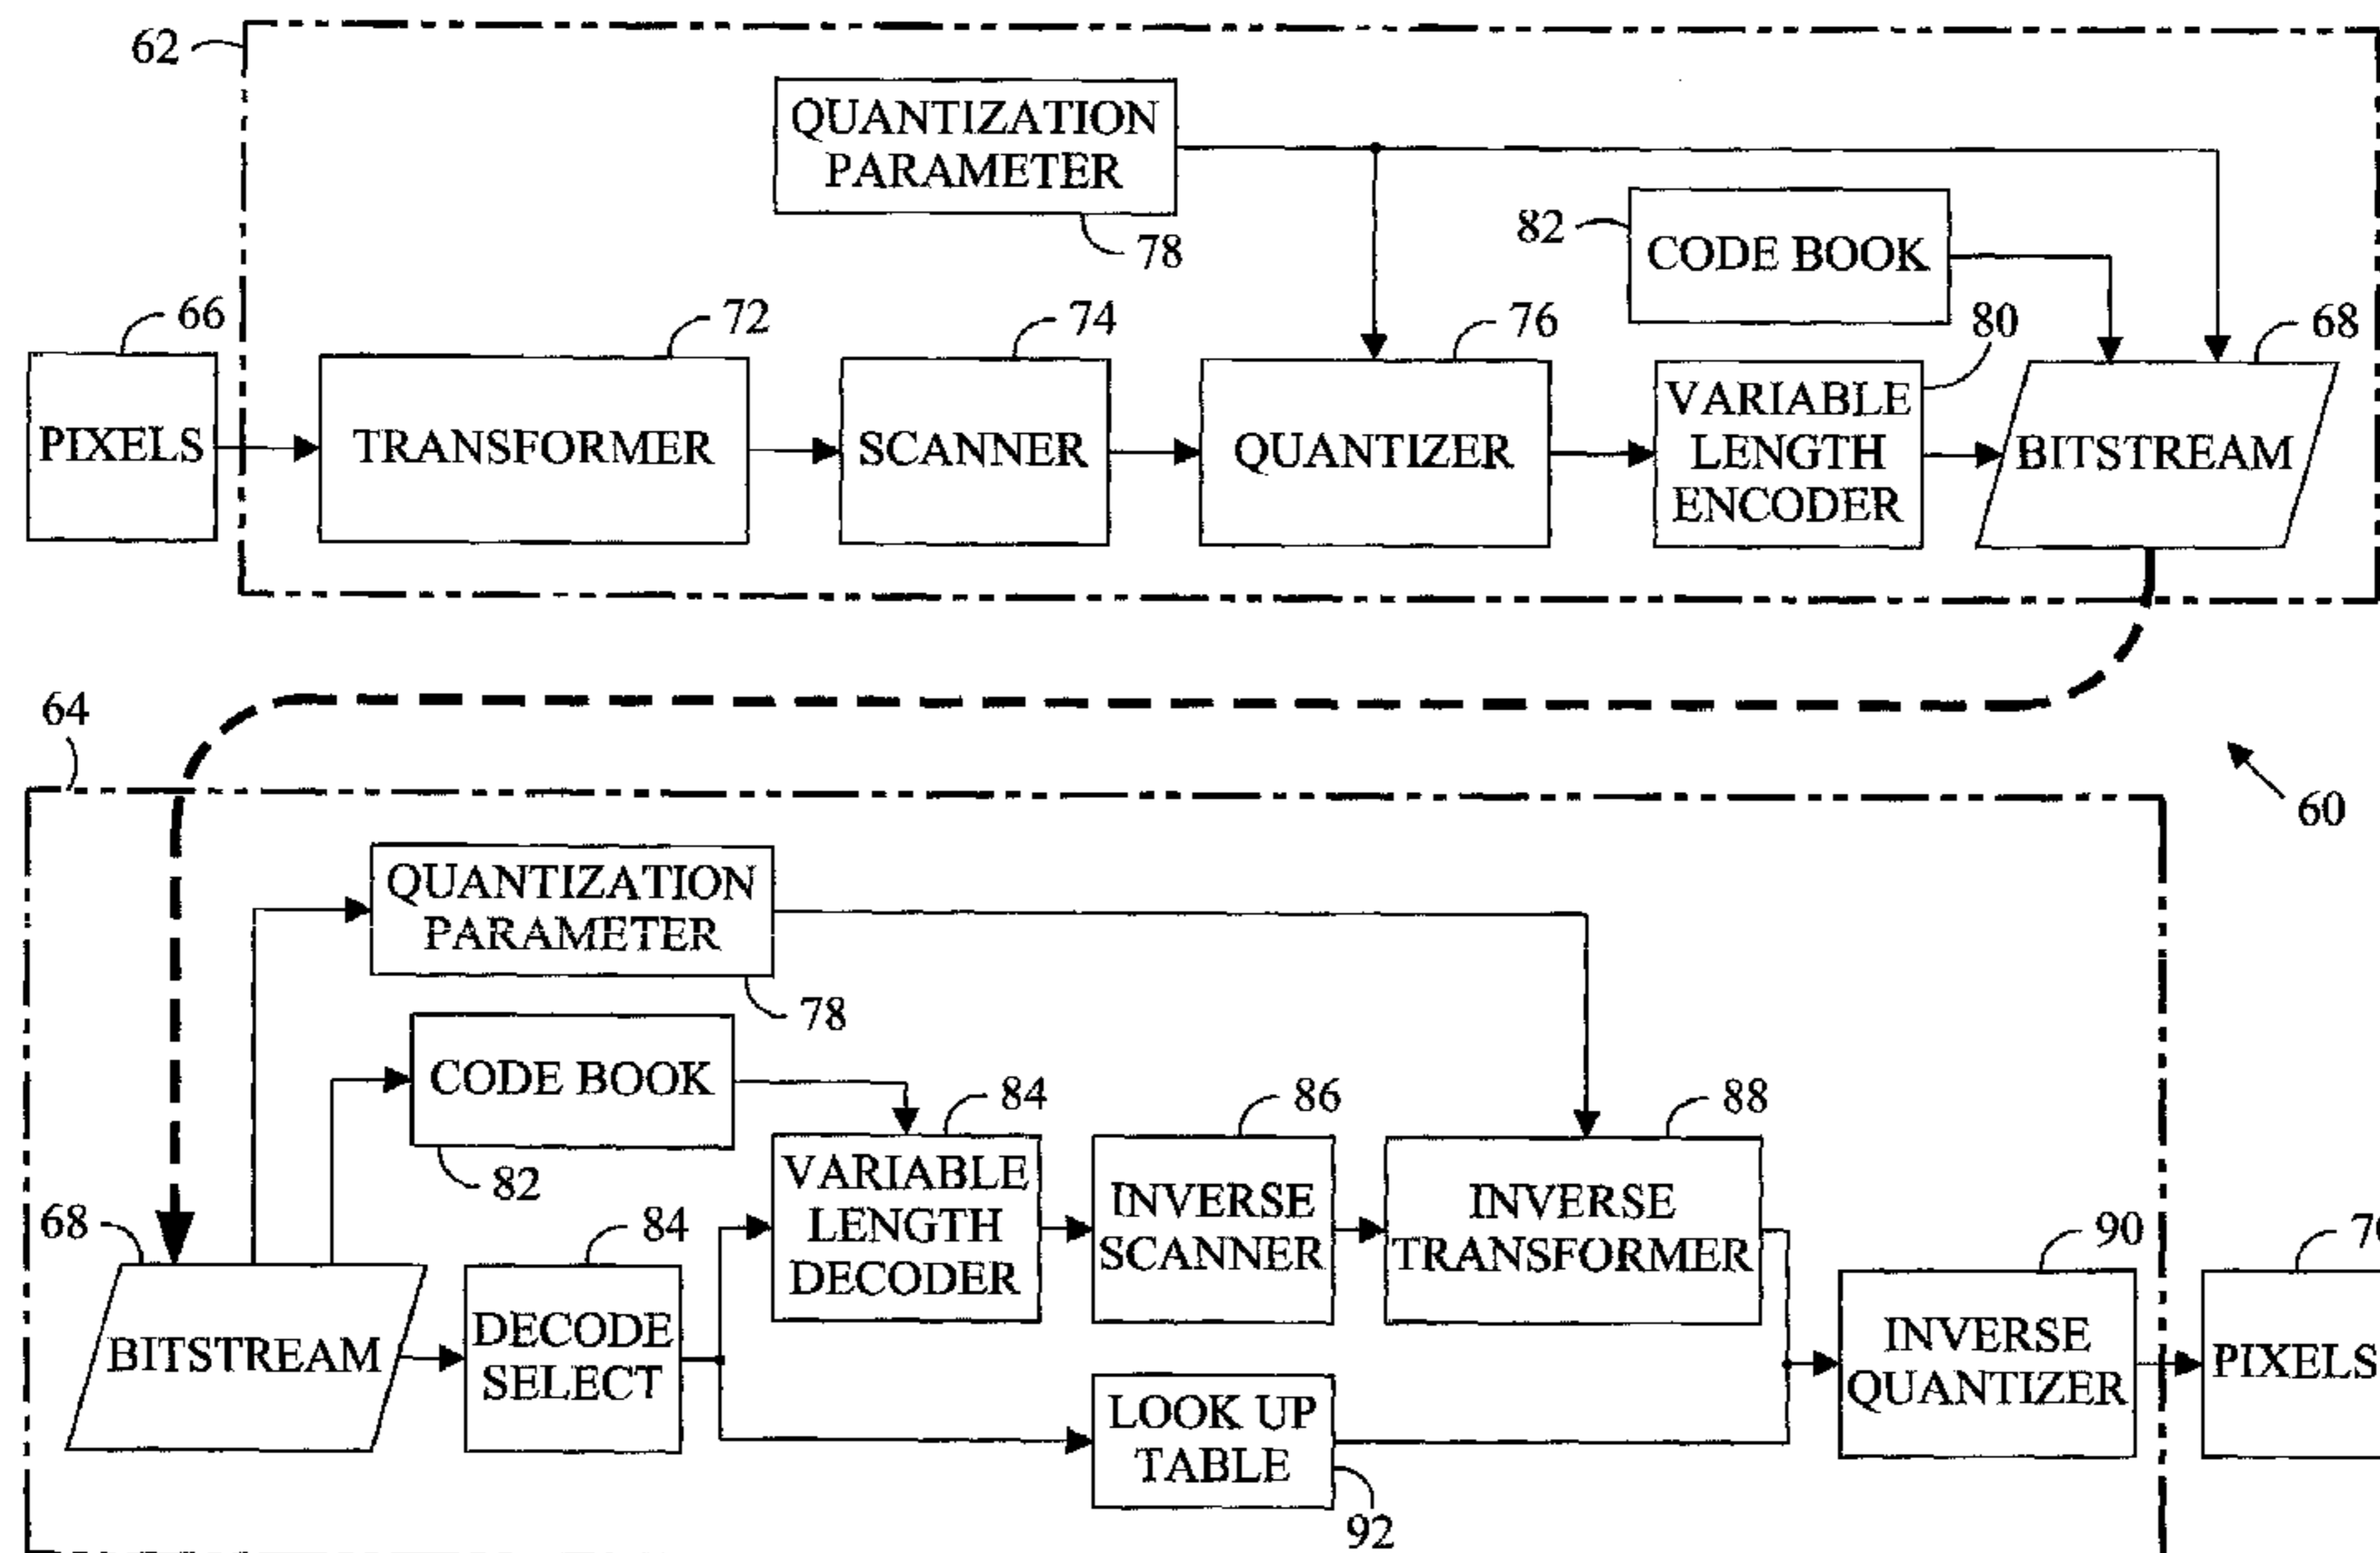 62
QUANTIZATION
PARAMETER
78
82
CODE BOOK
66
72
74
76
80
68
PIXELS
TRANSFORMER
SCANNER
QUANTIZER
VARIABLE
LENGTH
ENCODER
BITSTREAM
64
60
QUANTIZATION
PARAMETER
78
CODE BOOK
82
84
86
88
VARIABLE
LENGTH
DECODER
INVERSE
SCANNER
INVERSE
TRANSFORMER
68
84
90
BITSTREAM
DECODE
SELECT
LOOK UP
TABLE
92
INVERSE
QUANTIZER
PIXELS